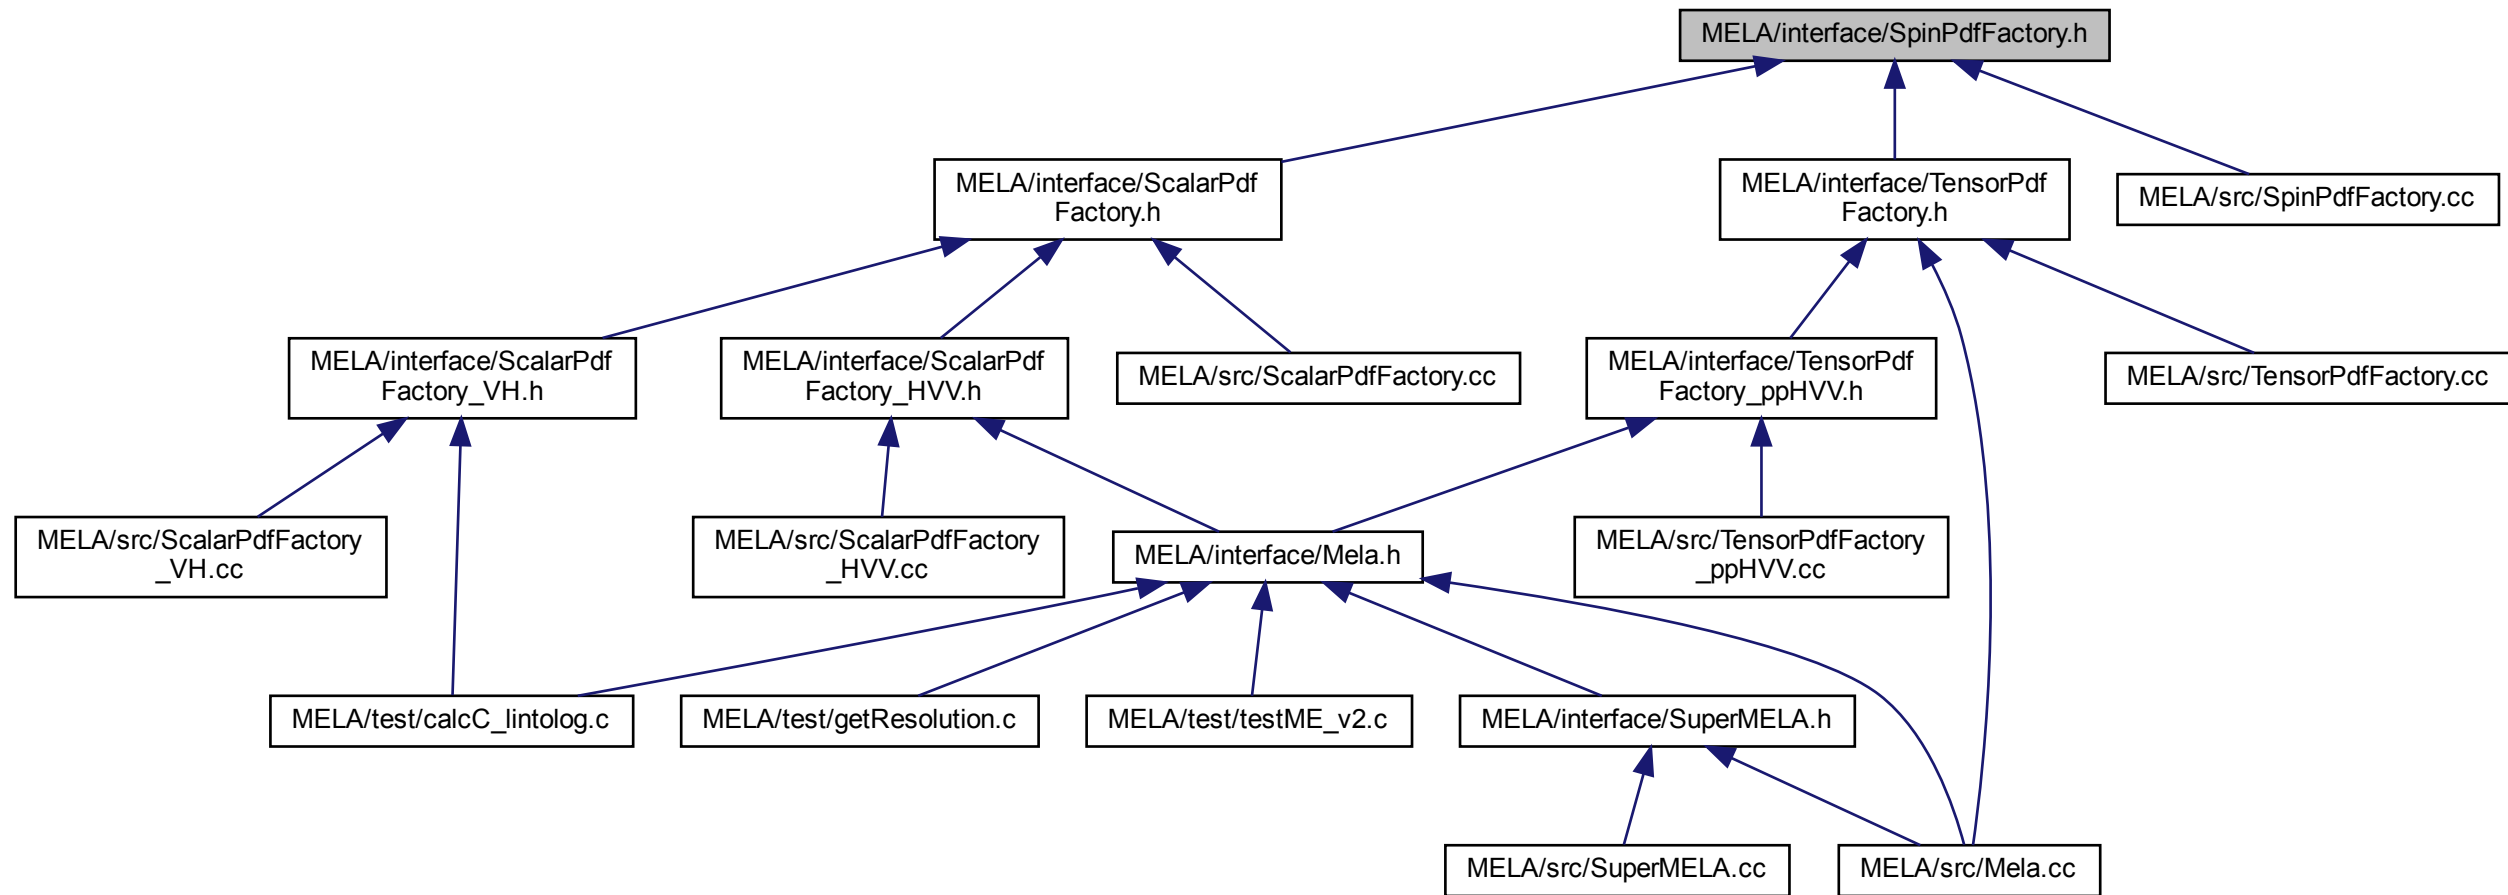 MELA/interface/SpinPdfFactory.h
MELA/interface/ScalarPdf
Factory.h
MELA/interface/TensorPdf
Factory.h
MELA/src/SpinPdfFactory.cc
MELA/interface/ScalarPdf
Factory_VH.h
MELA/interface/ScalarPdf
Factory_HVV.h
MELA/src/ScalarPdfFactory.cc
MELA/interface/TensorPdf
Factory_ppHVV.h
MELA/src/TensorPdfFactory.cc
MELA/src/ScalarPdfFactory
_VH.cc
MELA/src/ScalarPdfFactory
_HVV.cc
MELA/interface/Mela.h
MELA/src/TensorPdfFactory
_ppHVV.cc
MELA/test/calcC_lintolog.c
MELA/test/getResolution.c
MELA/test/testME_v2.c
MELA/interface/SuperMELA.h
MELA/src/SuperMELA.cc
MELA/src/Mela.cc